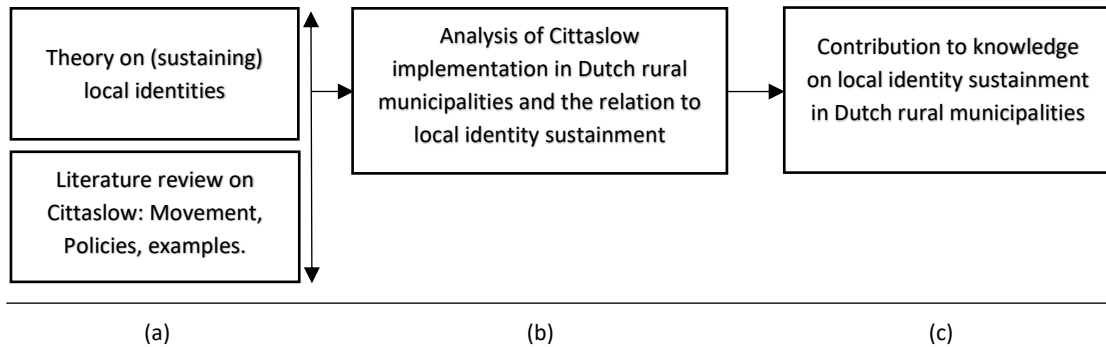 Theory on (sustaining)
local identities
Literature review on
Cittaslow: Movement,
Policies, examples.
Analysis of Cittaslow
implementation in Dutch rural
municipalities and the relation to
local identity sustainment
Contribution to knowledge
on local identity sustainment
in Dutch rural municipalities
(a)
(b)
(c)